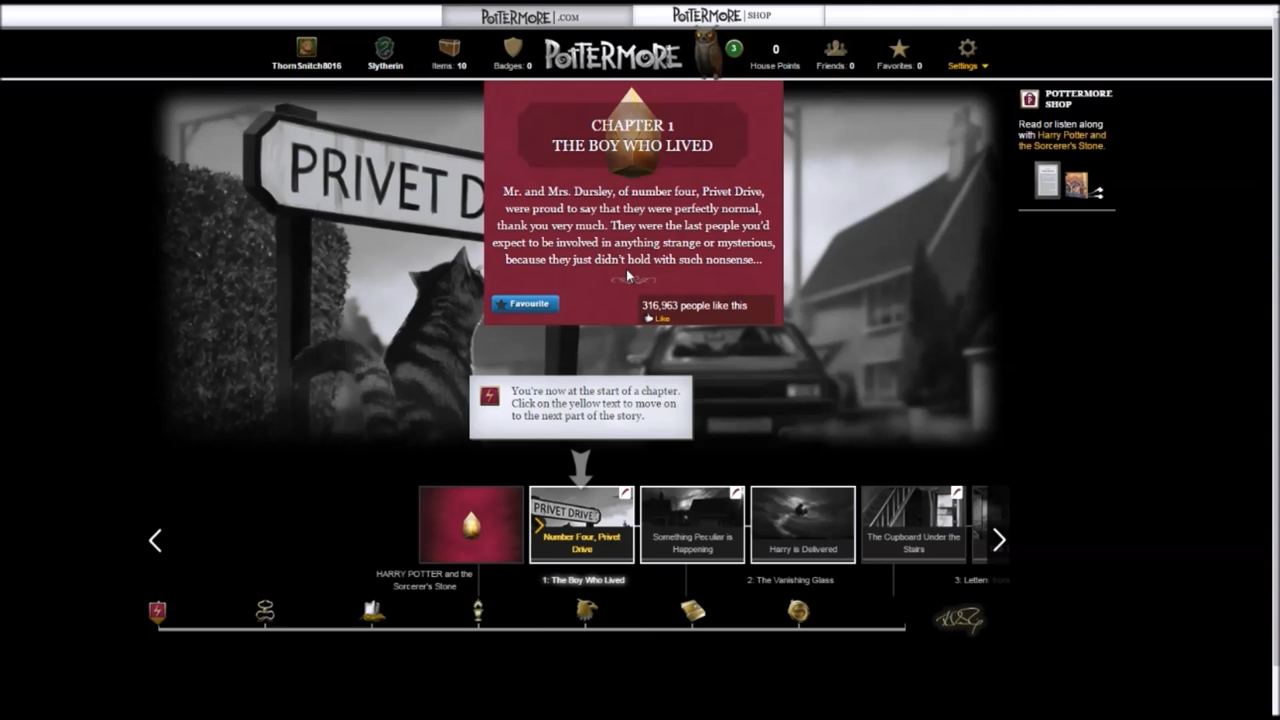 POTTERMORE .COM
POTTERMORE SHOP
ThornSnitch8016
Slytherin
Items: 10
Badges: 0
POTTERMORE
3
0
House Points
Friends: 0
Favorites: 0
Settings
PRIVET D
CHAPTER 1
THE BOY WHO LIVED
Mr. and Mrs. Dursley, of number four, Privet Drive,
were proud to say that they were perfectly normal,
thank you very much. They were the last people you'd
expect to be involved in anything strange or mysterious,
because they just didn't hold with such nonsense...
Favourite
316,963 people like this
Like
POTTERMORE
SHOP
Read or listen along
with Harry Potter and
the Sorcerer's Stone.
You're now at the start of a chapter.
Click on the yellow text to move on
to the next part of the story.
PRIVET DRIVE
Number Four, Privet
Drive
Something Peculiar is
Happening
Harry is Delivered
The Cupboard Under the
Stairs
HARRY POTTER and the
Sorcerer's Stone
1: The Boy Who Lived
2: The Vanishing Glass
3: Letters from